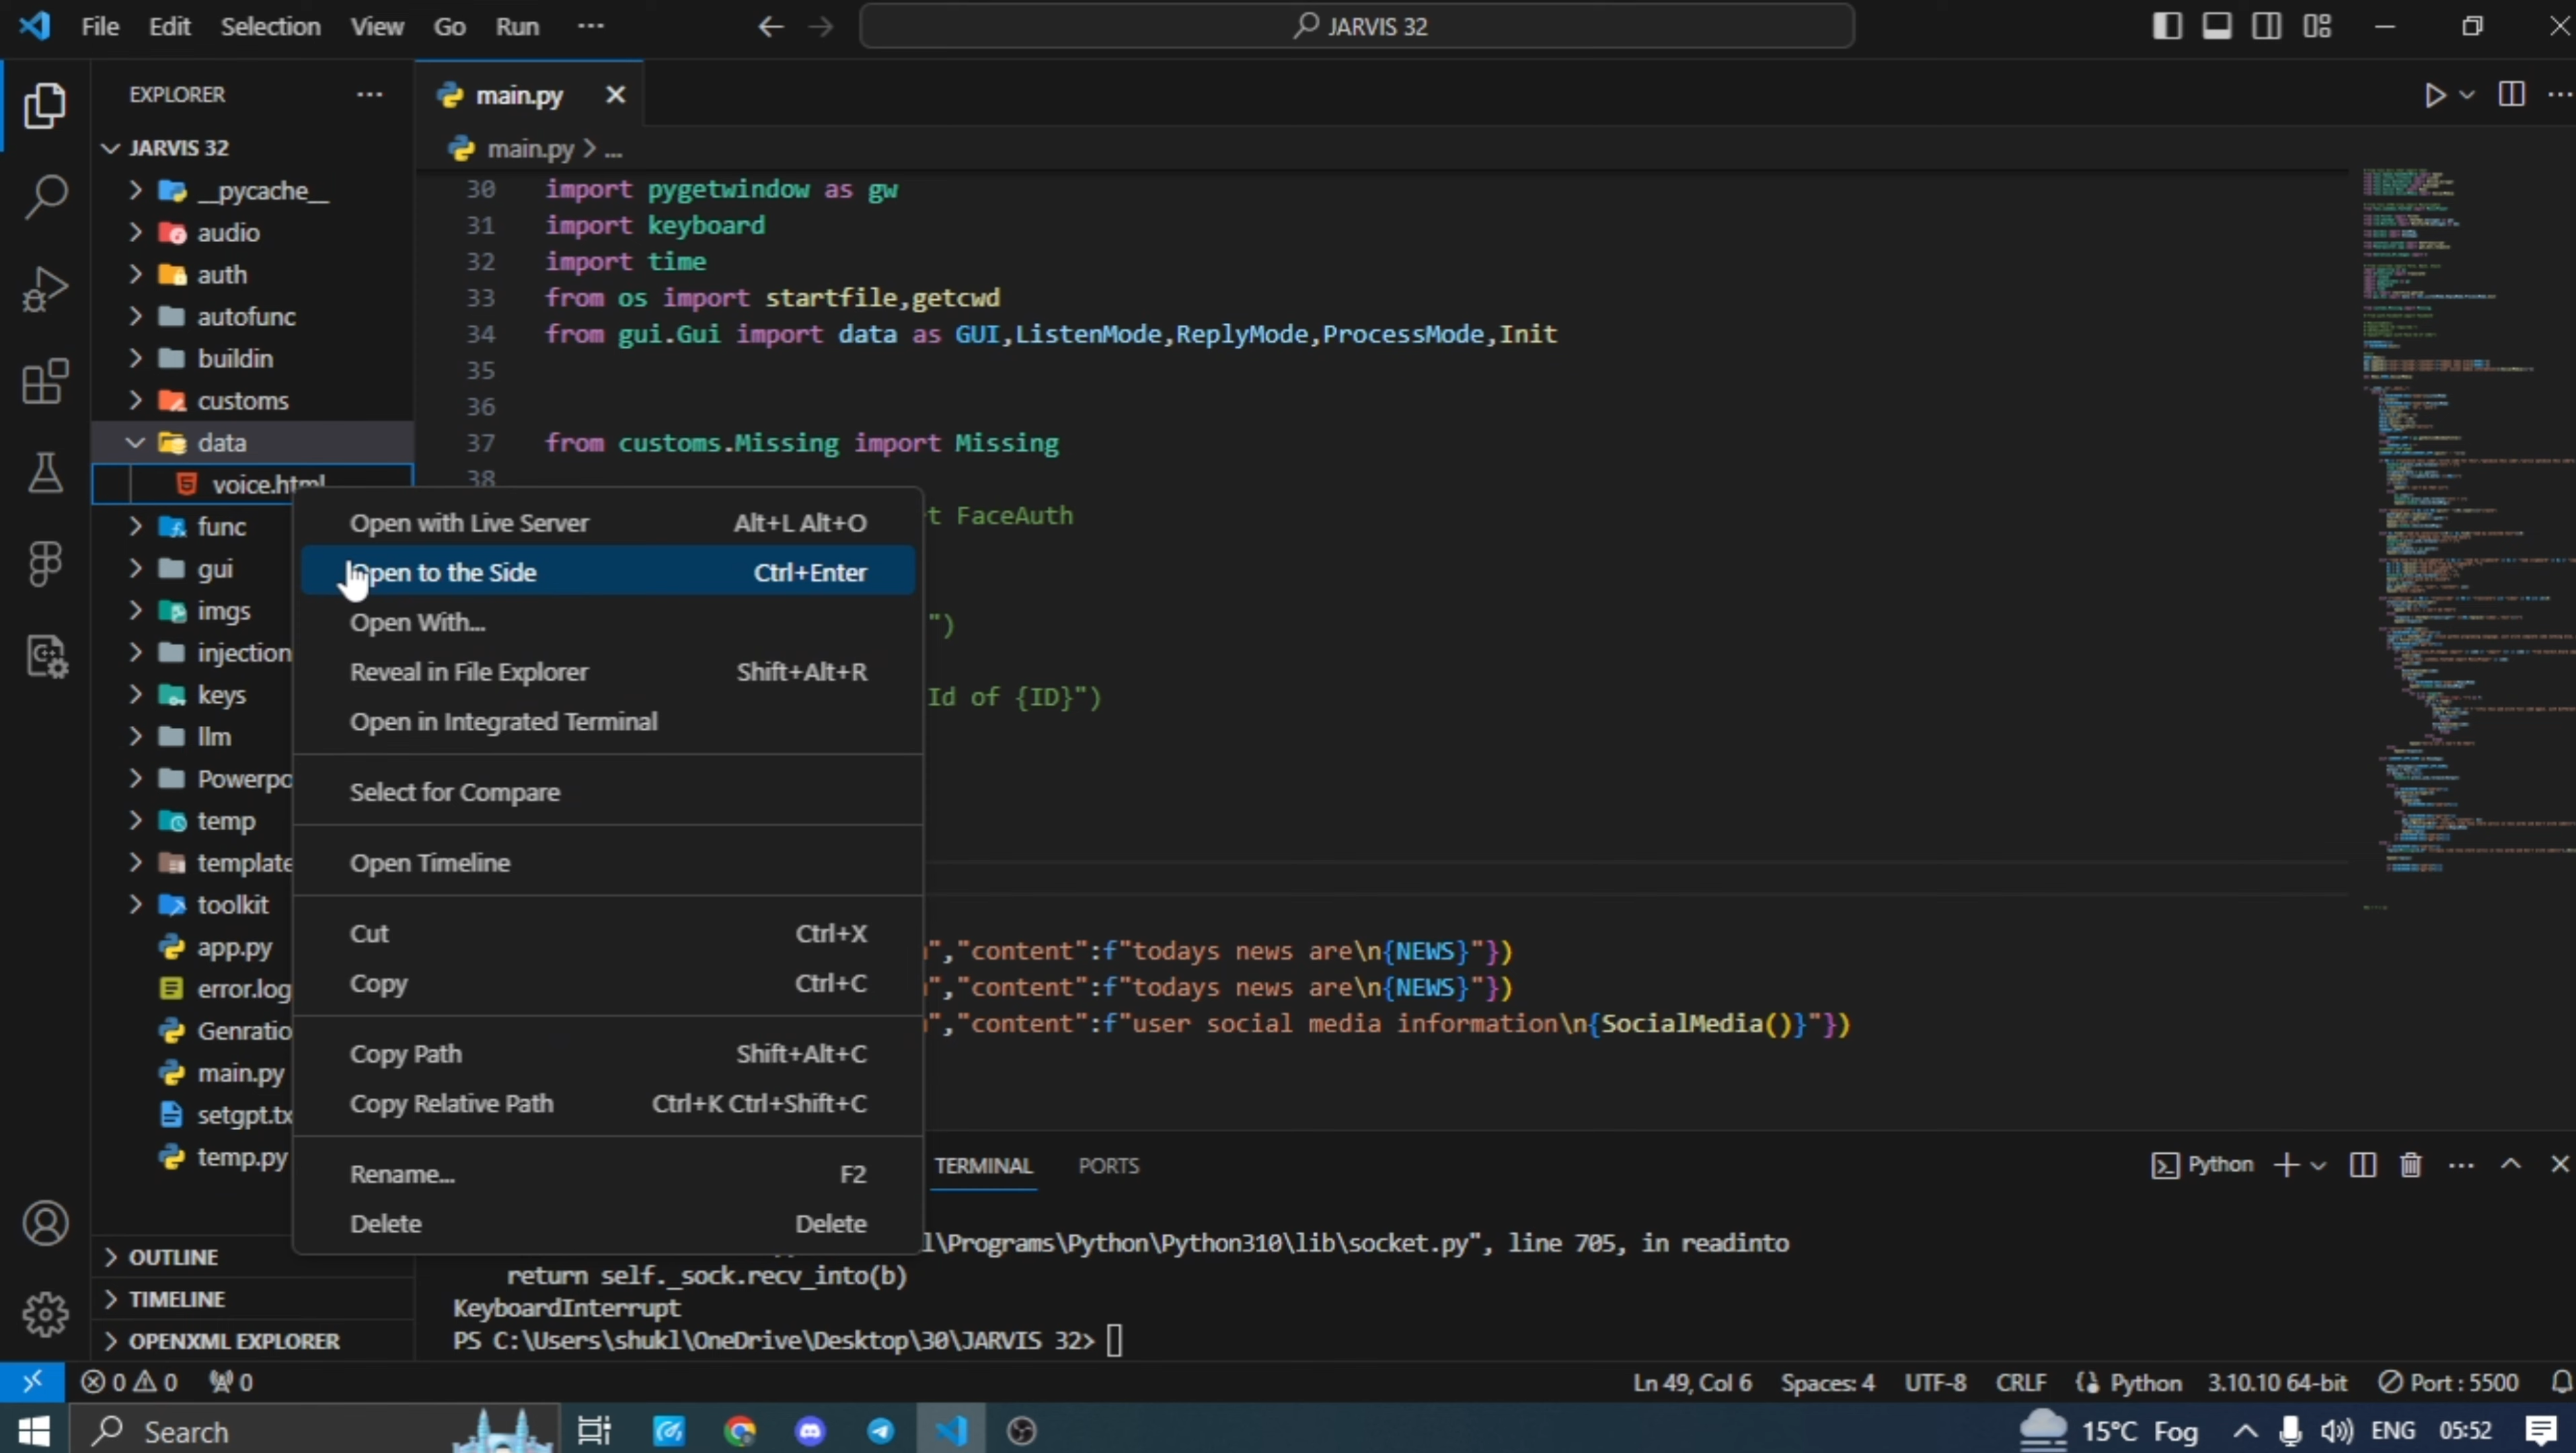 File Edit Selection View Go Run ...
JARVIS 32
EXPLORER
main.py
JARVIS 32
main.py > ...
__pycache__
audio
auth
autofunc
buildin
customs
data
voice.html
func
gui
imgs
injection
keys
llm
Powerpo
temp
template
toolkit
app.py
error.log
Genratio
main.py
setgpt.tx
temp.py
OUTLINE
TIMELINE
OPENXML EXPLORER
30 import pygetwindow as gw
31 import keyboard
32 import time
33 from os import startfile,getcwd
34 from gui.Gui import data as GUI,ListenMode,ReplyMode,ProcessMode,Init
35
36
37 from customs.Missing import Missing
38
t FaceAuth
")
Id of {ID}")
","content":f"todays news are\n{NEWS}"})
","content":f"todays news are\n{NEWS}"})
","content":f"user social media information\n{SocialMedia()}"})
Open with Live Server Alt+L Alt+O
Open to the Side Ctrl+Enter
Open With...
Reveal in File Explorer Shift+Alt+R
Open in Integrated Terminal
Select for Compare
Open Timeline
Cut Ctrl+X
Copy Ctrl+C
Copy Path Shift+Alt+C
Copy Relative Path Ctrl+K Ctrl+Shift+C
Rename... F2
Delete Delete
TERMINAL PORTS
Python
l\Programs\Python\Python310\lib\socket.py", line 705, in readinto
return self._sock.recv_into(b)
KeyboardInterrupt
PS C:\Users\shukl\OneDrive\Desktop\30\JARVIS 32>
0 0 0
Ln 49, Col 6 Spaces: 4 UTF-8 CRLF Python 3.10.10 64-bit Port : 5500
Search
15°C Fog ENG 05:52